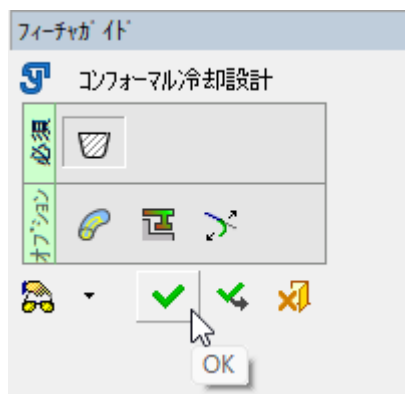 フィーチャガイド
コンフォーマル冷却設計
必須
オプション
OK